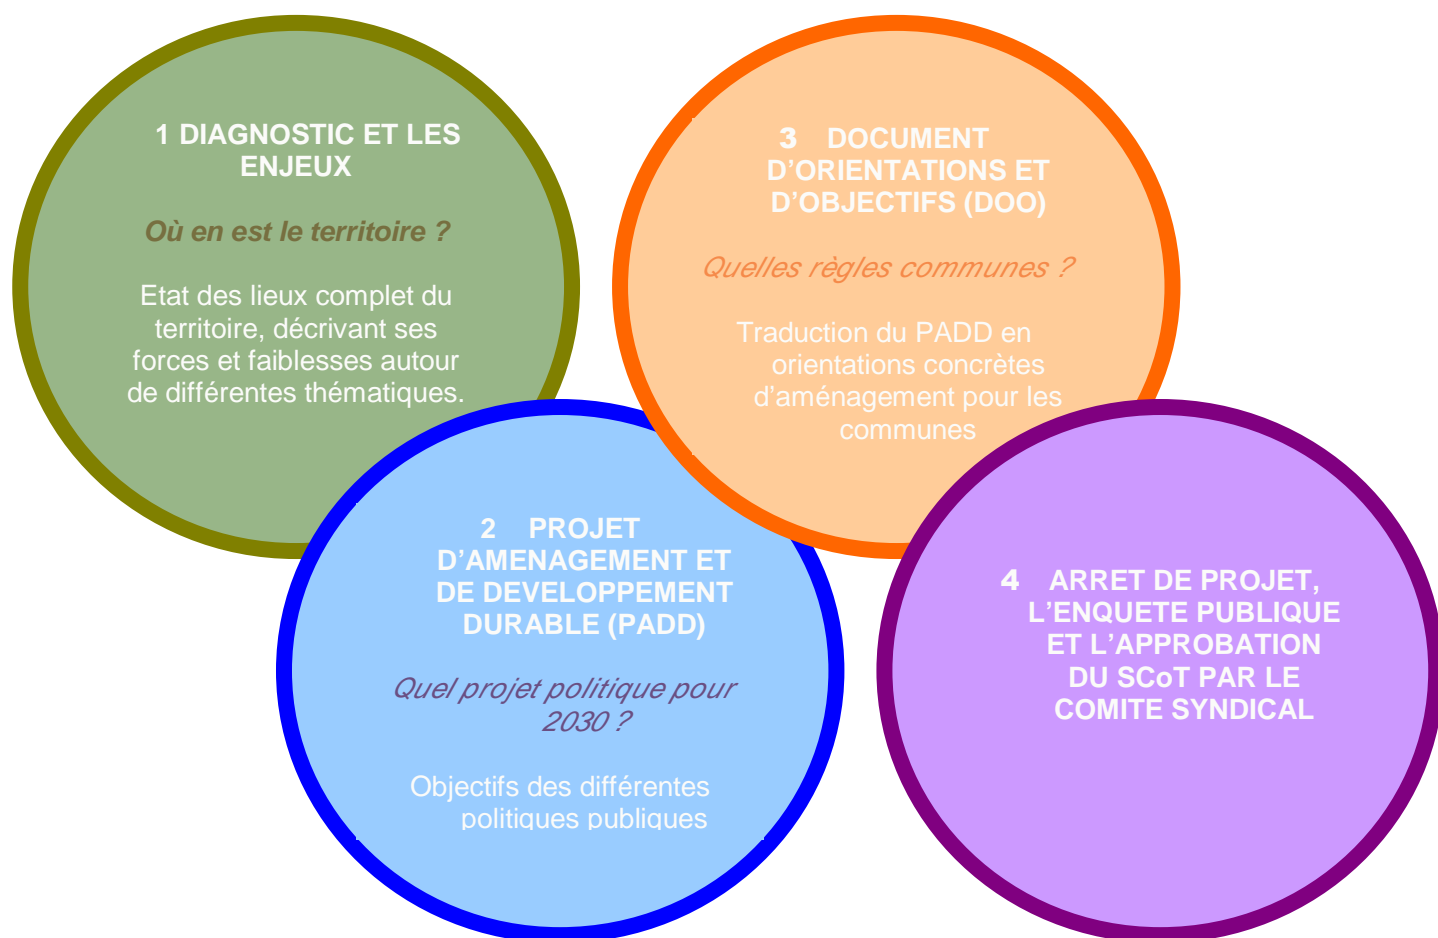 1 DIAGNOSTIC ET LES
ENJEUX
Où en est le territoire ?
Etat des lieux complet du
territoire, décrivant ses
forces et faiblesses autour
de différentes thématiques.
2 PROJET
D’AMENAGEMENT ET
DE DEVELOPPEMENT
DURABLE (PADD)
Quel projet politique pour
2030 ?
Objectifs des différentes
politiques publiques
3 DOCUMENT
D’ORIENTATIONS ET
D’OBJECTIFS (DOO)
Quelles règles communes ?
Traduction du PADD en
orientations concrètes
d’aménagement pour les
communes
4 ARRET DE PROJET,
L’ENQUETE PUBLIQUE
ET L’APPROBATION
DU SCoT PAR LE
COMITE SYNDICAL